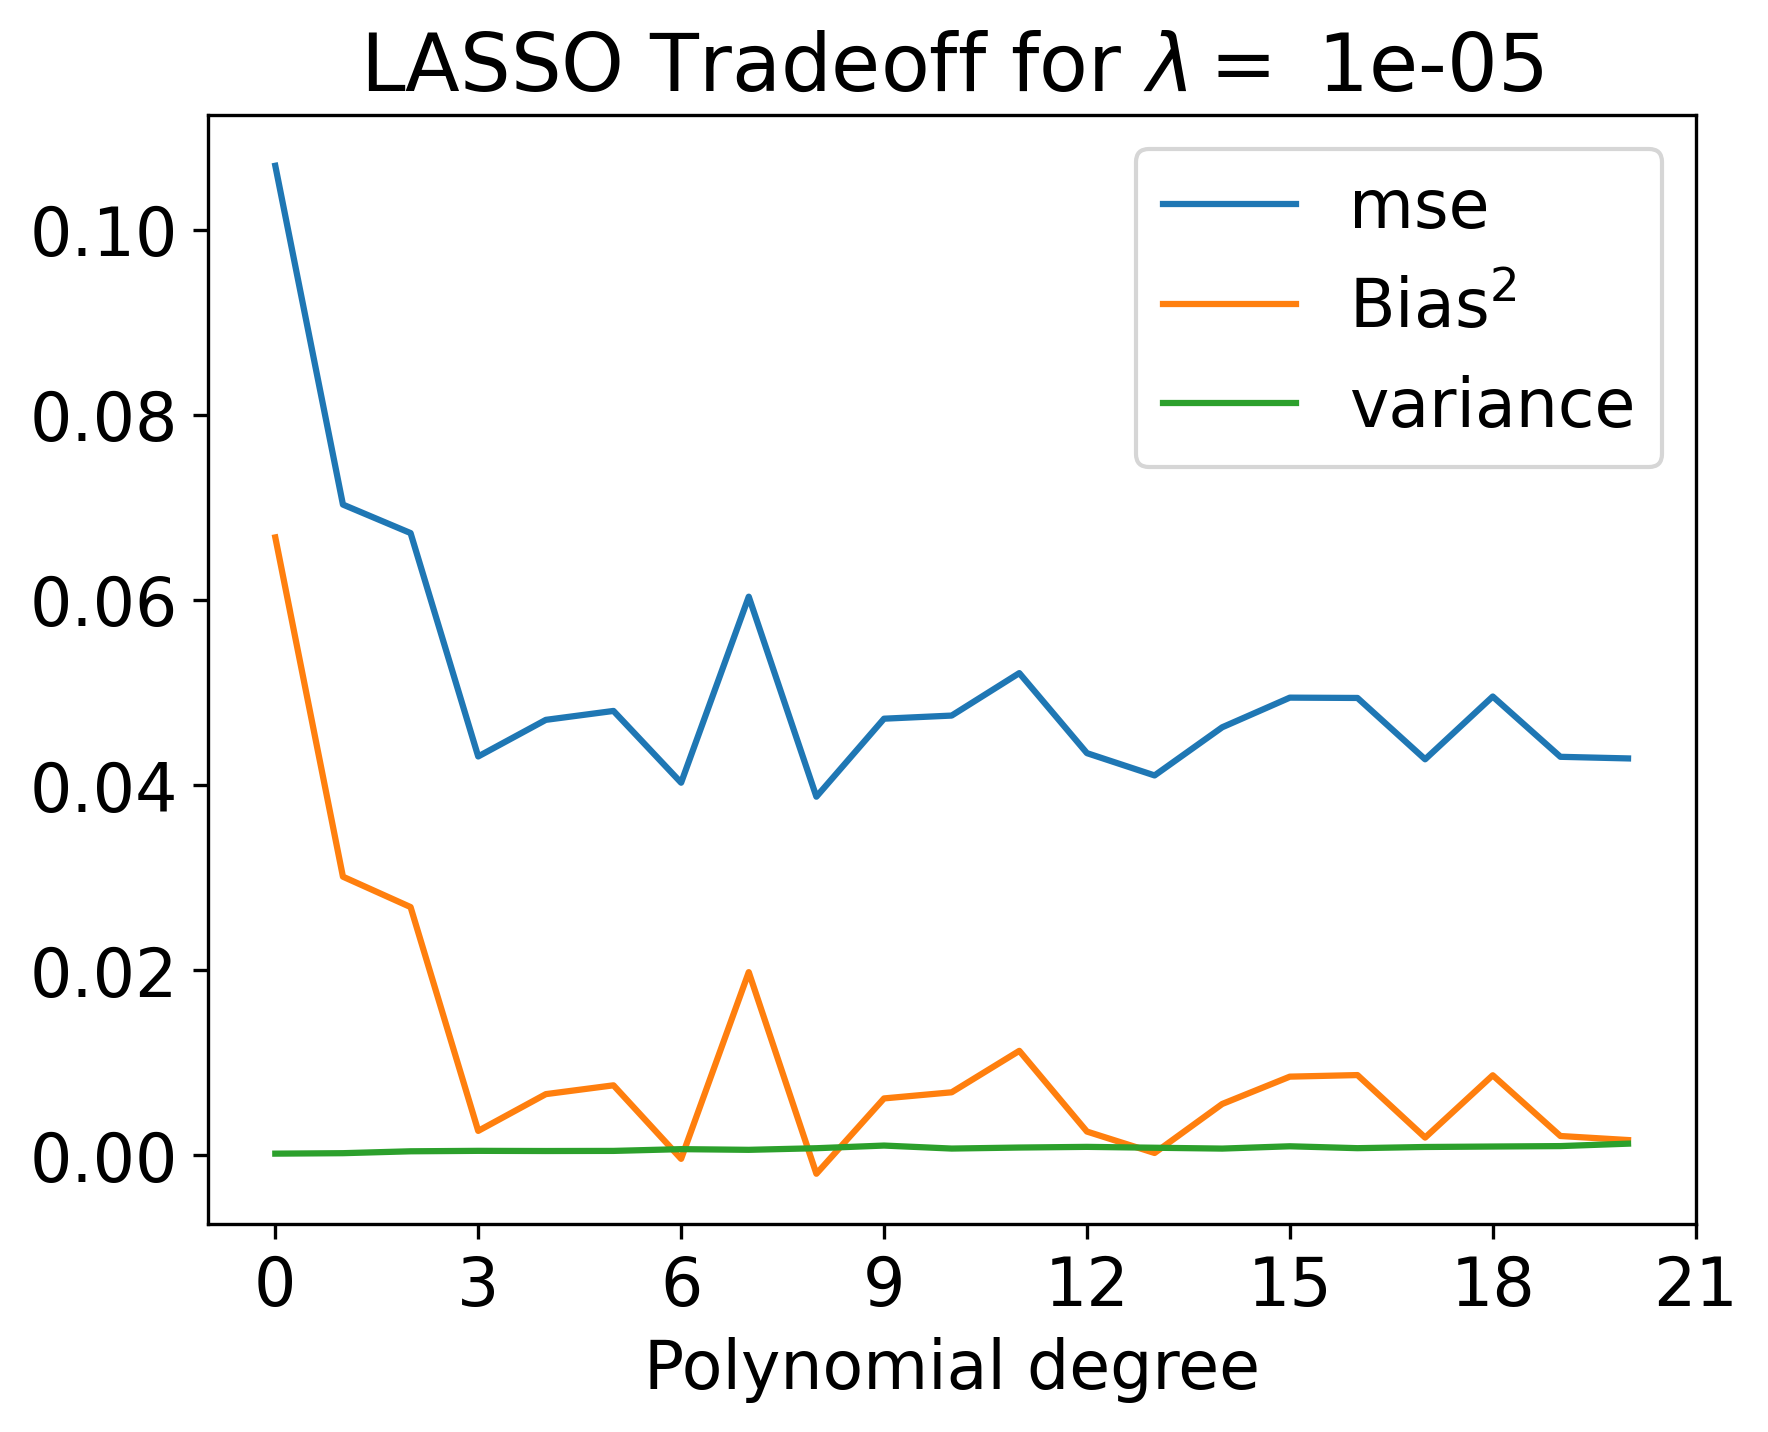 LASSO Tradeoff for λ = 1e-05
mse
Bias²
variance
0.10
0.08
0.06
0.04
0.02
0.00
0 3 6 9 12 15 18 21
Polynomial degree